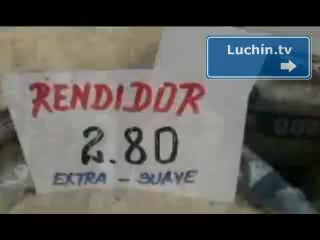 Luchín.tv
RENDIDOR
2.80
EXTRA - SUAVE